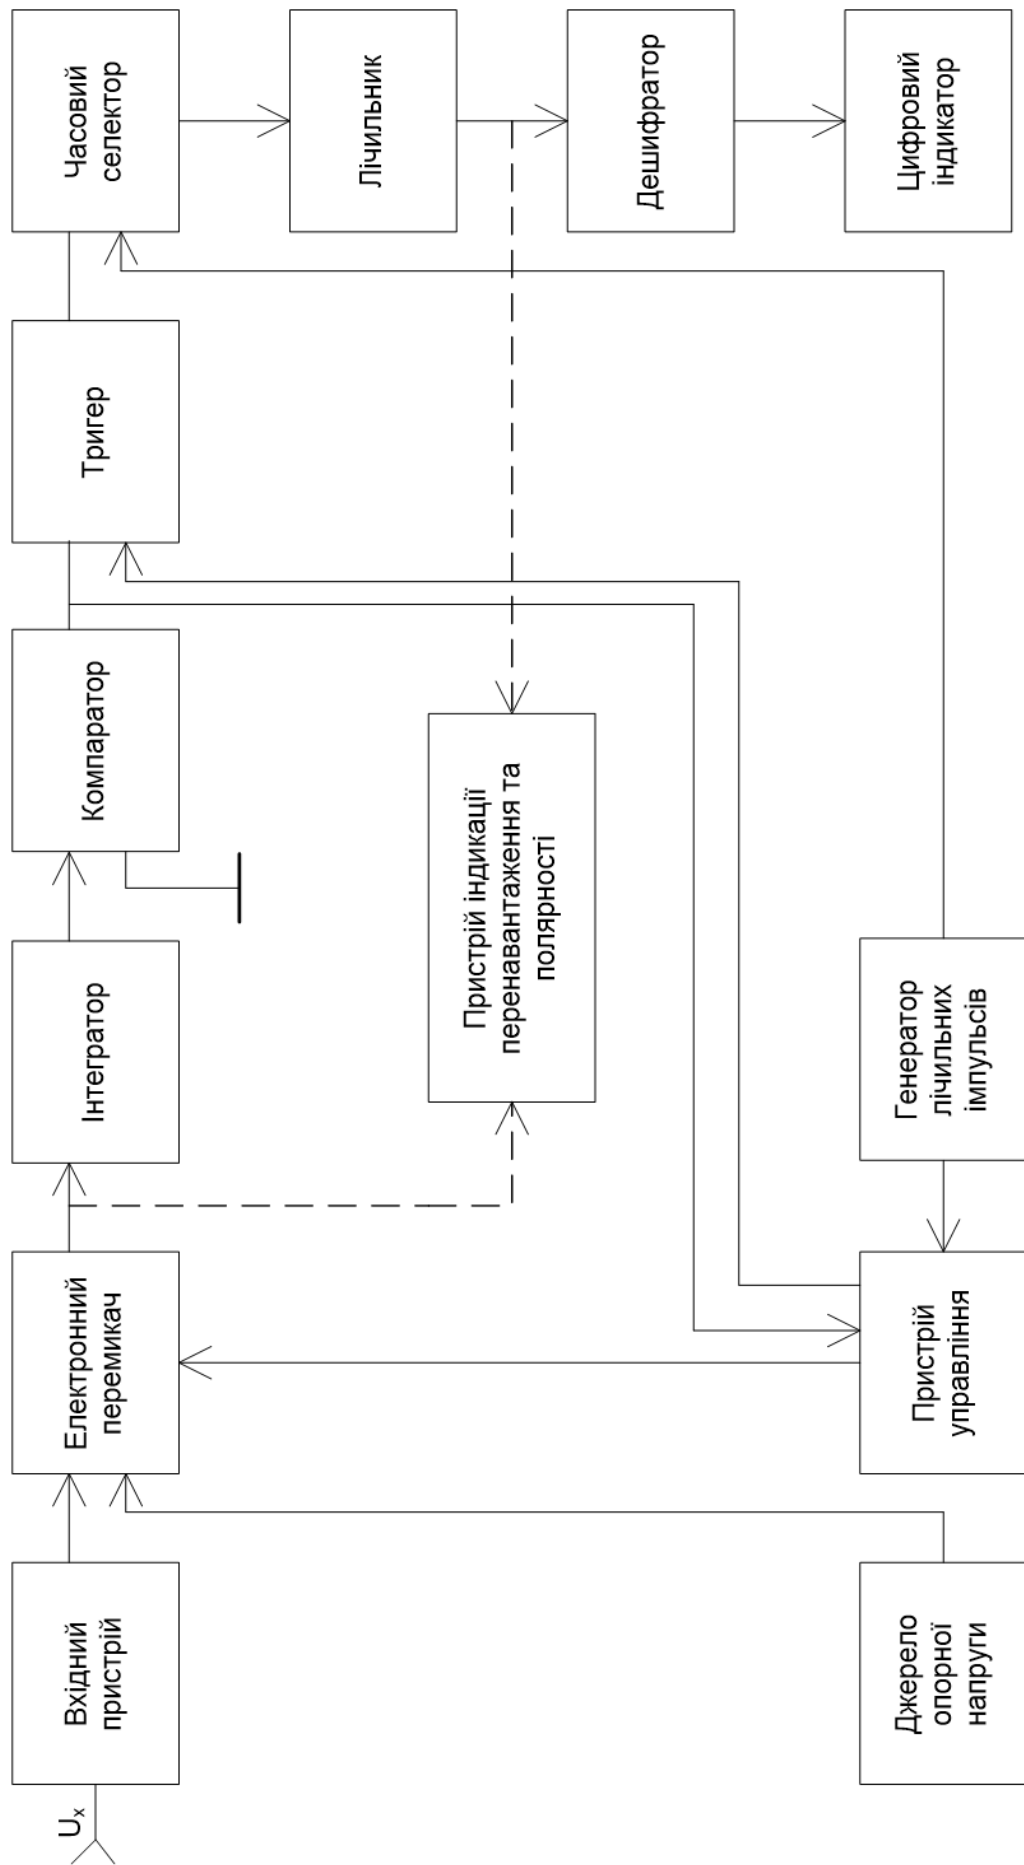 Uₓ
Вхідний
пристрій
Електронний
перемикач
Інтегратор
Компаратор
Тригер
Часовий
селектор
Лічильник
Дешифратор
Цифровий
індикатор
Пристрій індикації
перенавантаження та
полярності
Джерело
опорної
напруги
Пристрій
управління
Генератор
лічильних
імпульсів